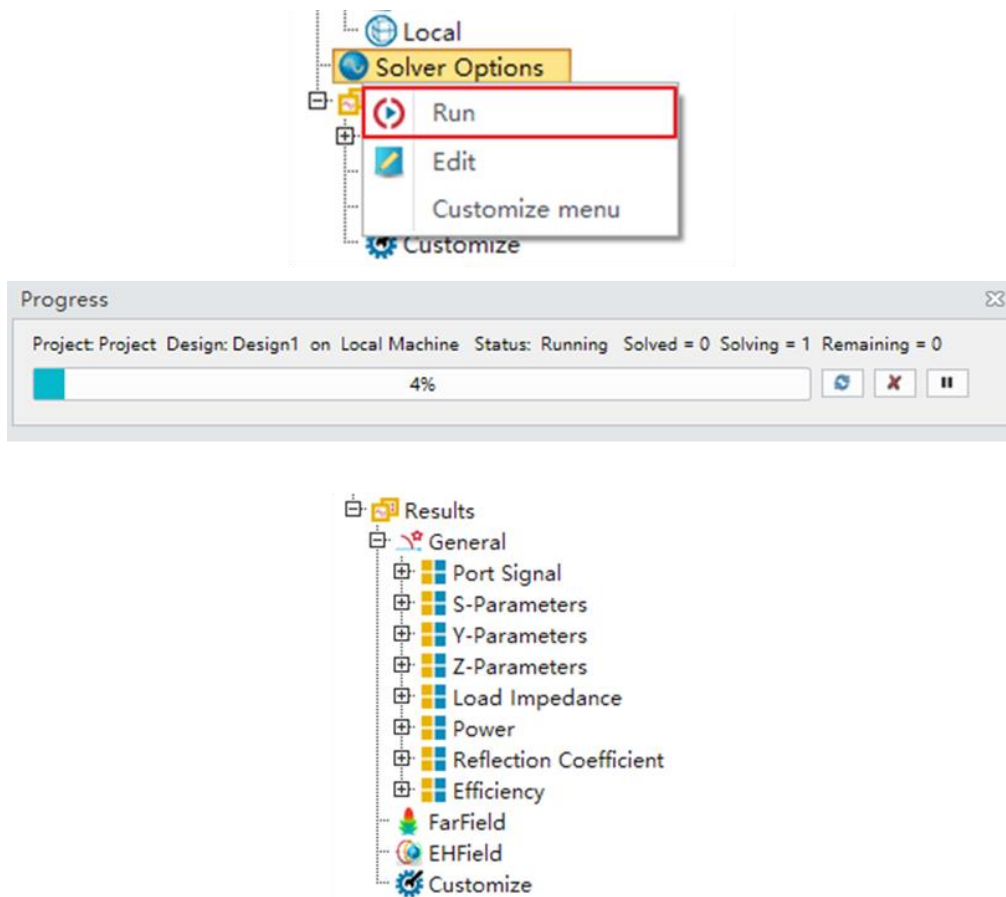 Local
Solver Options
Run
Edit
Customize menu
Customize
Progress
Project: Project Design: Design1 on Local Machine Status: Running Solved = 0 Solving = 1 Remaining = 0
4%
Results
General
Port Signal
S-Parameters
Y-Parameters
Z-Parameters
Load Impedance
Power
Reflection Coefficient
Efficiency
FarField
EHField
Customize